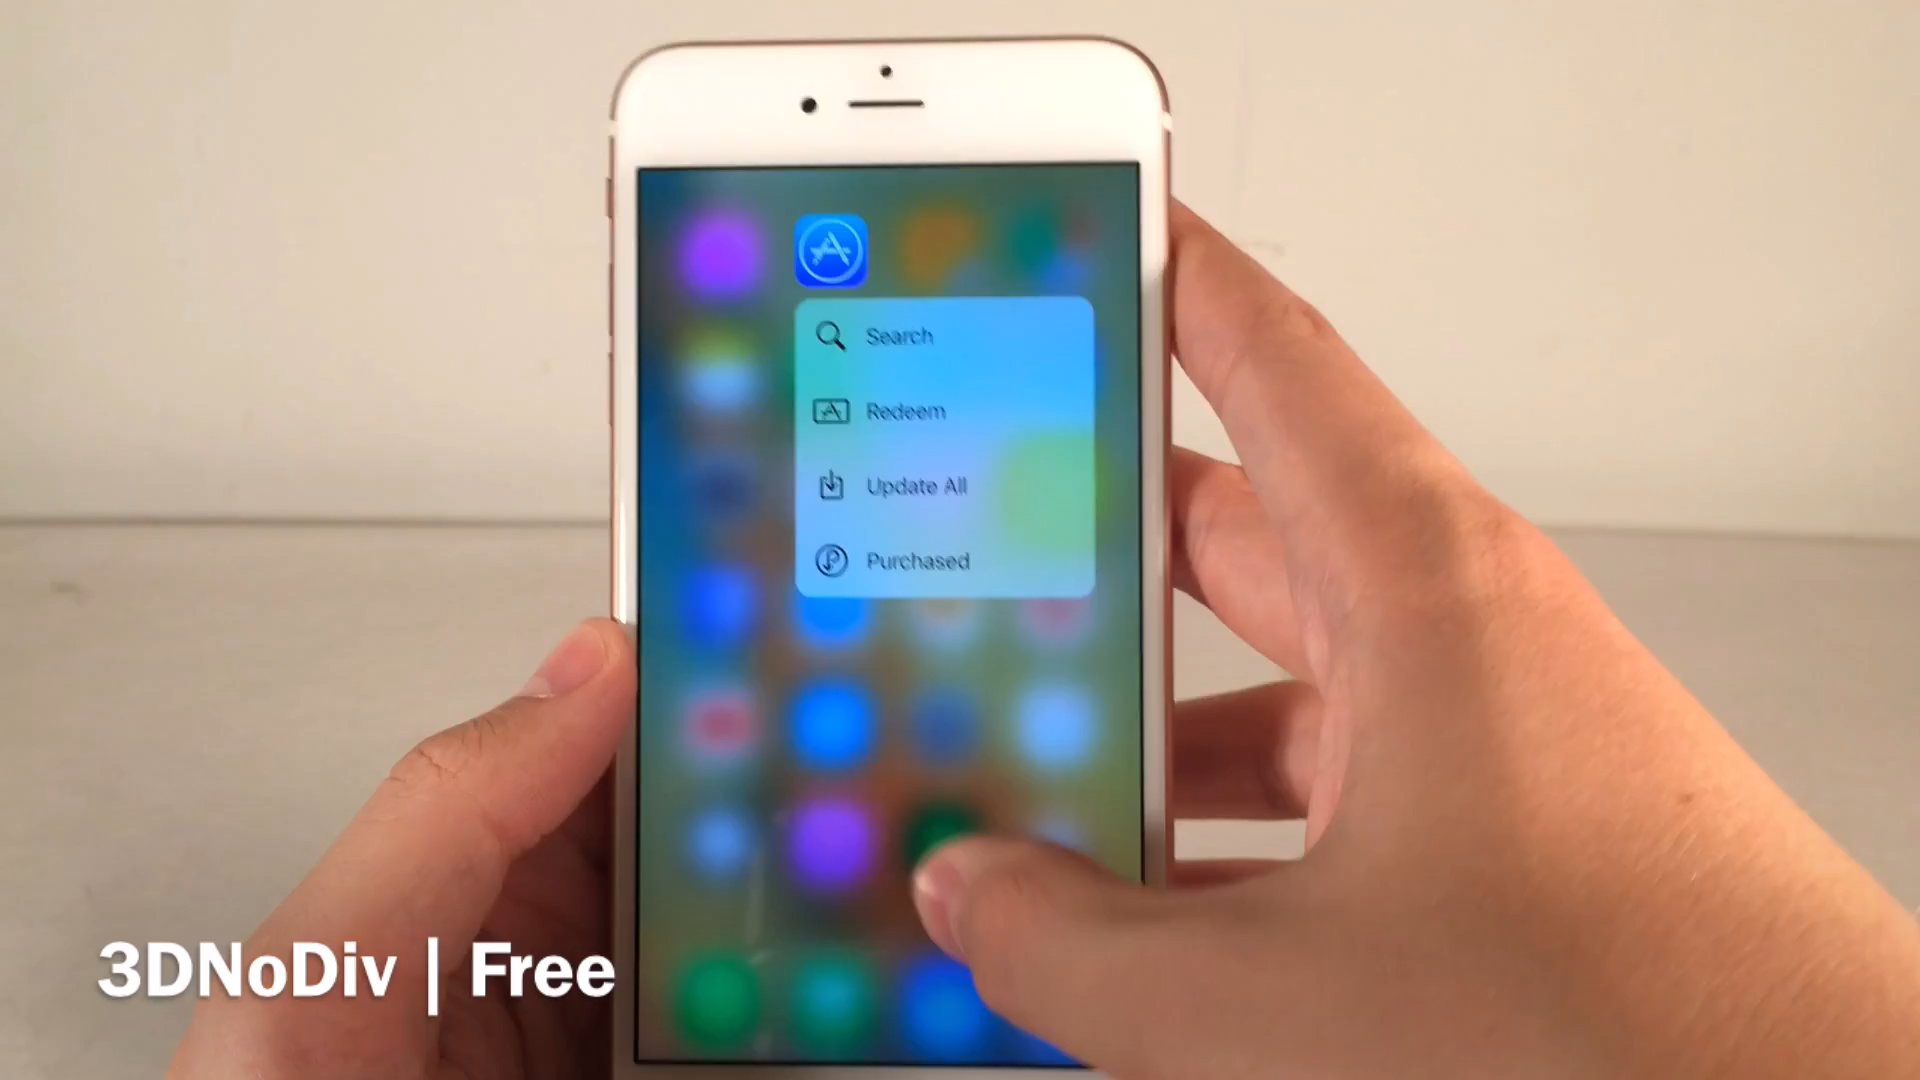 Search
Redeem
Update All
Purchased
3DNoDiv | Free